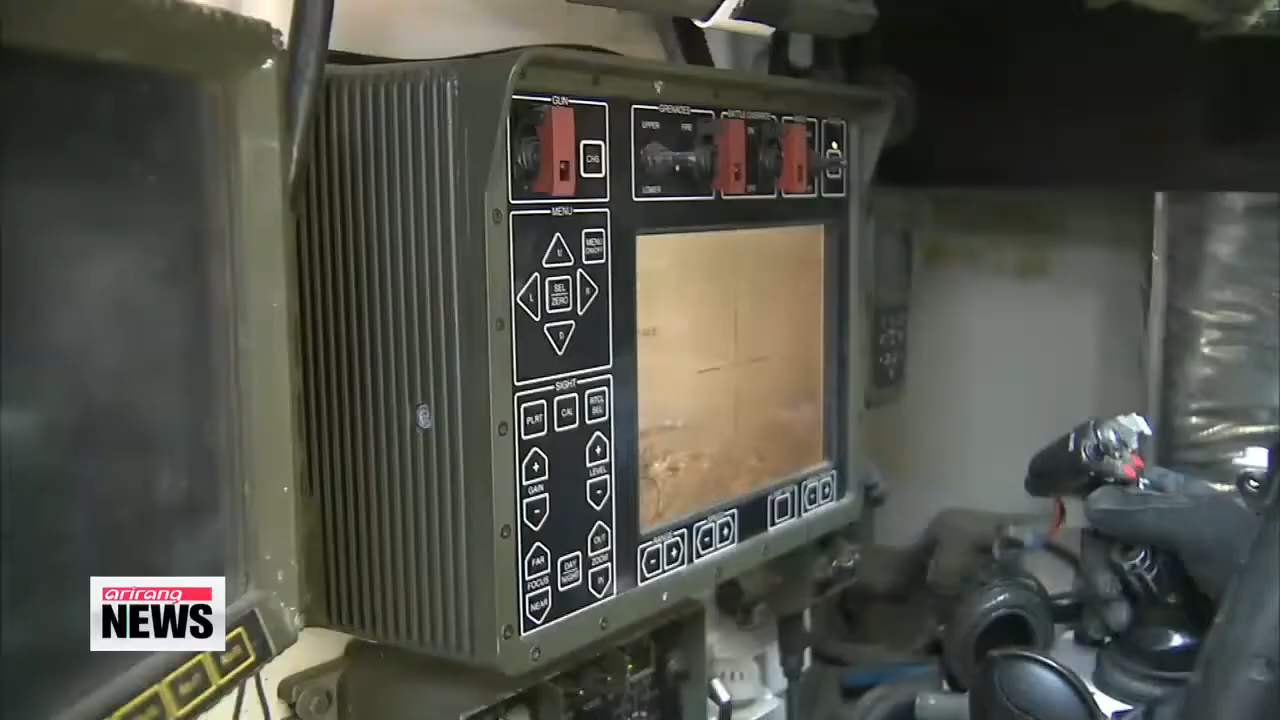 GUN
CHG
GRENADES
UPPER
FIRE
LOWER
MENU
U
MENU
ON/OFF
L
SEL
ZERO
R
D
SIGHT
PLRT
CAL
RTCL
SEL
+
GAIN
-
+
LEVEL
-
FAR
FOCUS
NEAR
DAY
NIGHT
OUT
ZOOM
IN
RANGE
- +
- +
- +
arirang
NEWS